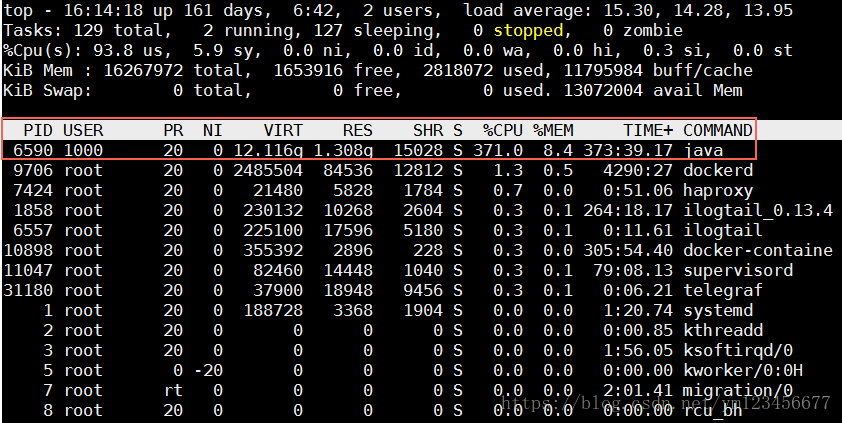 top - 16:14:18 up 161 days,  6:42,  2 users,  load average: 15.30, 14.28, 13.95
Tasks: 129 total,   2 running, 127 sleeping,   0 stopped,   0 zombie
%Cpu(s): 93.8 us,  5.9 sy,  0.0 ni,  0.0 id,  0.0 wa,  0.0 hi,  0.3 si,  0.0 st
KiB Mem : 16267972 total,  1653916 free,  2818072 used, 11795984 buff/cache
KiB Swap:        0 total,        0 free,        0 used. 13072004 avail Mem
  PID USER      PR  NI    VIRT    RES    SHR S  %CPU %MEM     TIME+ COMMAND
 6590 1000      20   0 12.116g 1.308g  15028 S 371.0  8.4 373:39.17 java
 9706 root      20   0 2485504  84536  12812 S   1.3  0.5   4290:27 dockerd
 7424 root      20   0   21480   5828   1784 S   0.7  0.0   0:51.06 haproxy
 1858 root      20   0  230132  10268   2604 S   0.3  0.1 264:18.17 ilogtail_0.13.4
 6557 root      20   0  225100  17596   5180 S   0.3  0.1   0:11.61 ilogtail
10898 root      20   0  355392   2896    228 S   0.3  0.0 305:54.40 docker-containe
11047 root      20   0   82460  14448   1040 S   0.3  0.1  79:08.13 supervisord
31180 root      20   0   37900  18948   9456 S   0.3  0.1   0:06.21 telegraf
    1 root      20   0  188728   3368   1904 S   0.0  0.0   1:20.74 systemd
    2 root      20   0       0      0      0 S   0.0  0.0   0:00.85 kthreadd
    3 root      20   0       0      0      0 S   0.0  0.0   1:56.05 ksoftirqd/0
    5 root       0 -20       0      0      0 S   0.0  0.0   0:00.00 kworker/0:0H
    7 root      rt   0       0      0      0 S   0.0  0.0   2:01.41 migration/0
    8 root      20   0       0      0      0 S   0.0  0.0   0:00.00 rcu_bh
https://blog.csdn.net/ym123456677